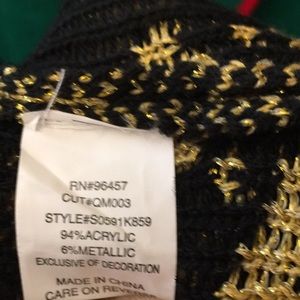 RN#96457
CUT#QM003
STYLE#S0591K859
94%ACRYLIC
6%METALLIC
EXCLUSIVE OF DECORATION
MADE IN CHINA
CARE ON REVERSE